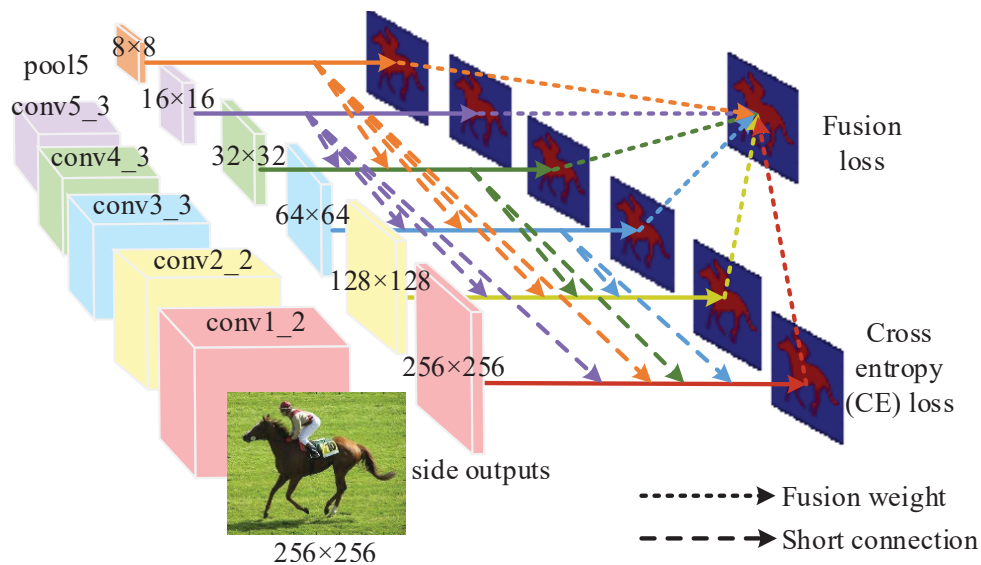 8×8
pool5
16×16
conv5_3
32×32
conv4_3
64×64
conv3_3
128×128
conv2_2
256×256
conv1_2
Fusion
loss
Cross
entropy
(CE) loss
side outputs
256×256
Fusion weight
Short connection